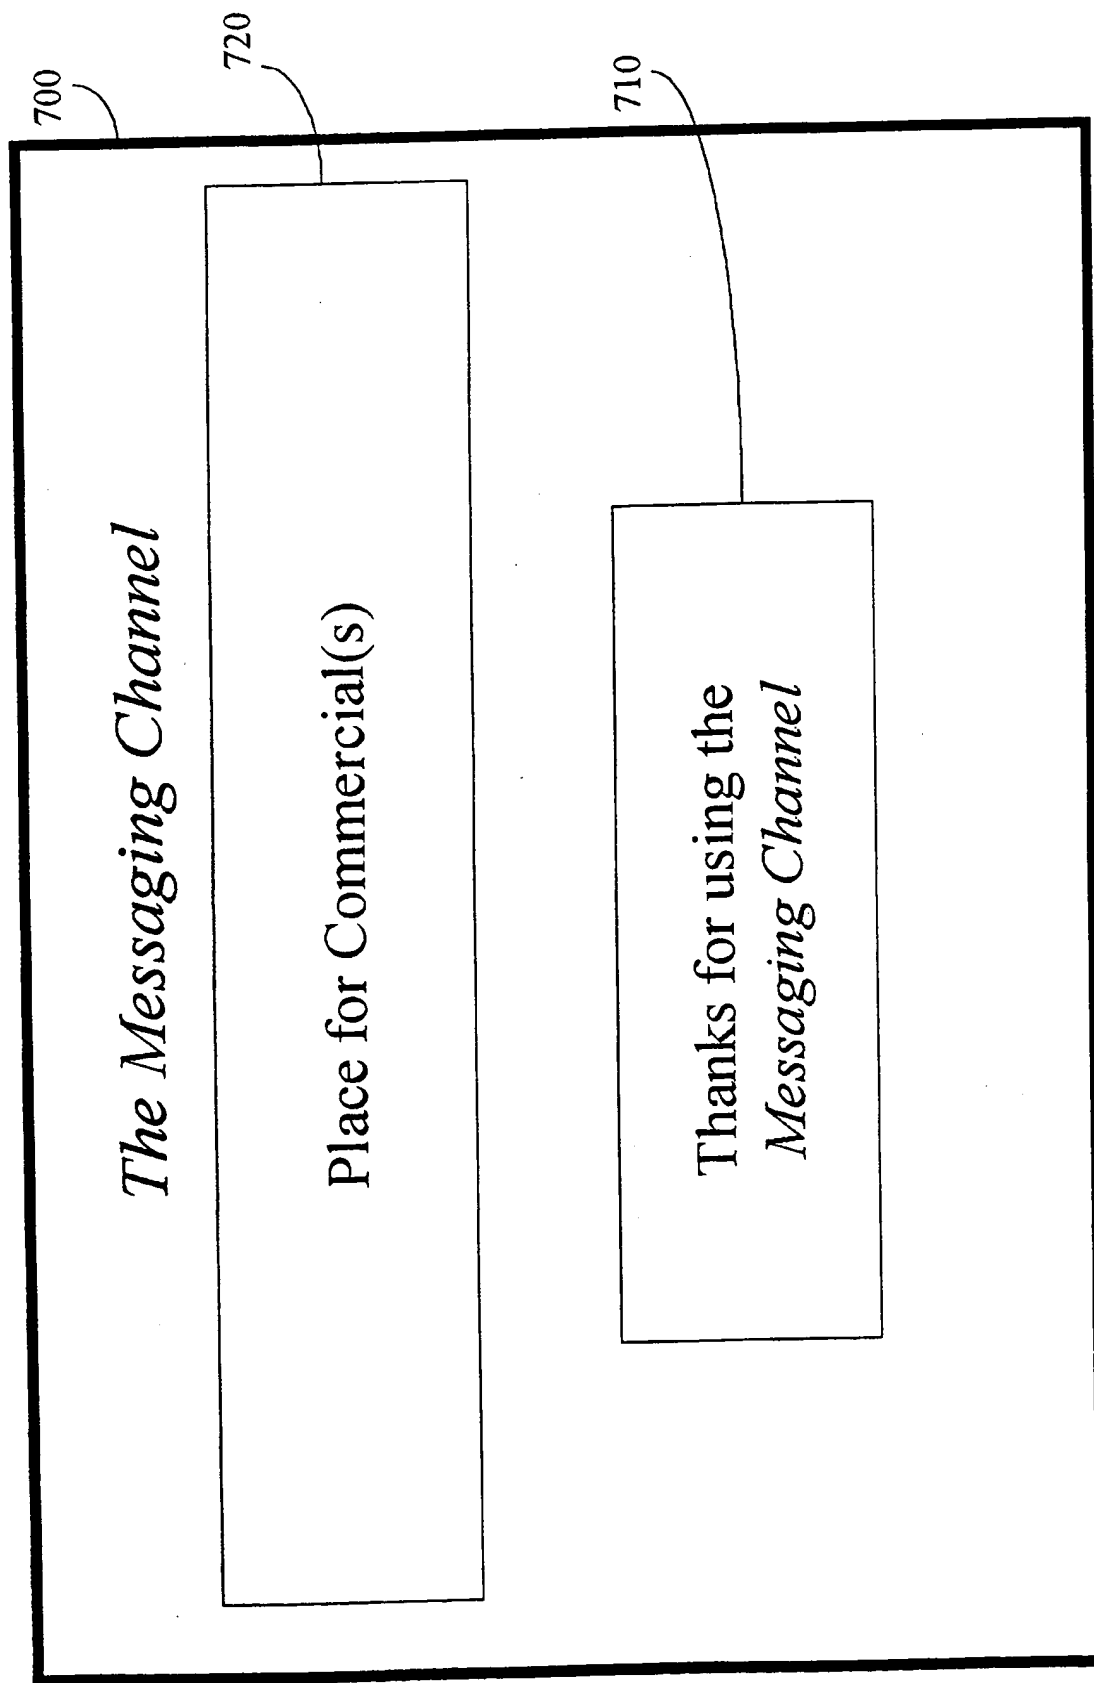 700
The Messaging Channel
720
Place for Commercial(s)
710
Thanks for using the
Messaging Channel